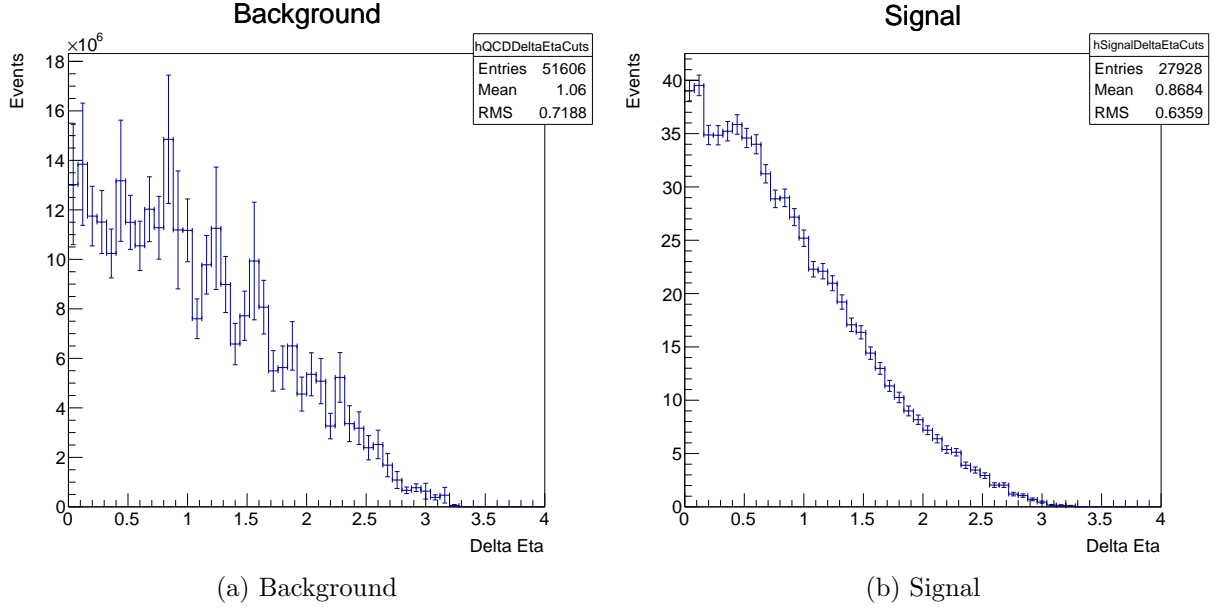 Background
×10⁶
Events
hQCDDeltaEtaCuts
Entries 51606
Mean 1.06
RMS 0.7188
18
16
14
12
10
8
6
4
2
0
0 0.5 1 1.5 2 2.5 3 3.5 4
Delta Eta
(a) Background
Signal
Events
hSignalDeltaEtaCuts
Entries 27928
Mean 0.8684
RMS 0.6359
40
35
30
25
20
15
10
5
0
0 0.5 1 1.5 2 2.5 3 3.5 4
Delta Eta
(b) Signal